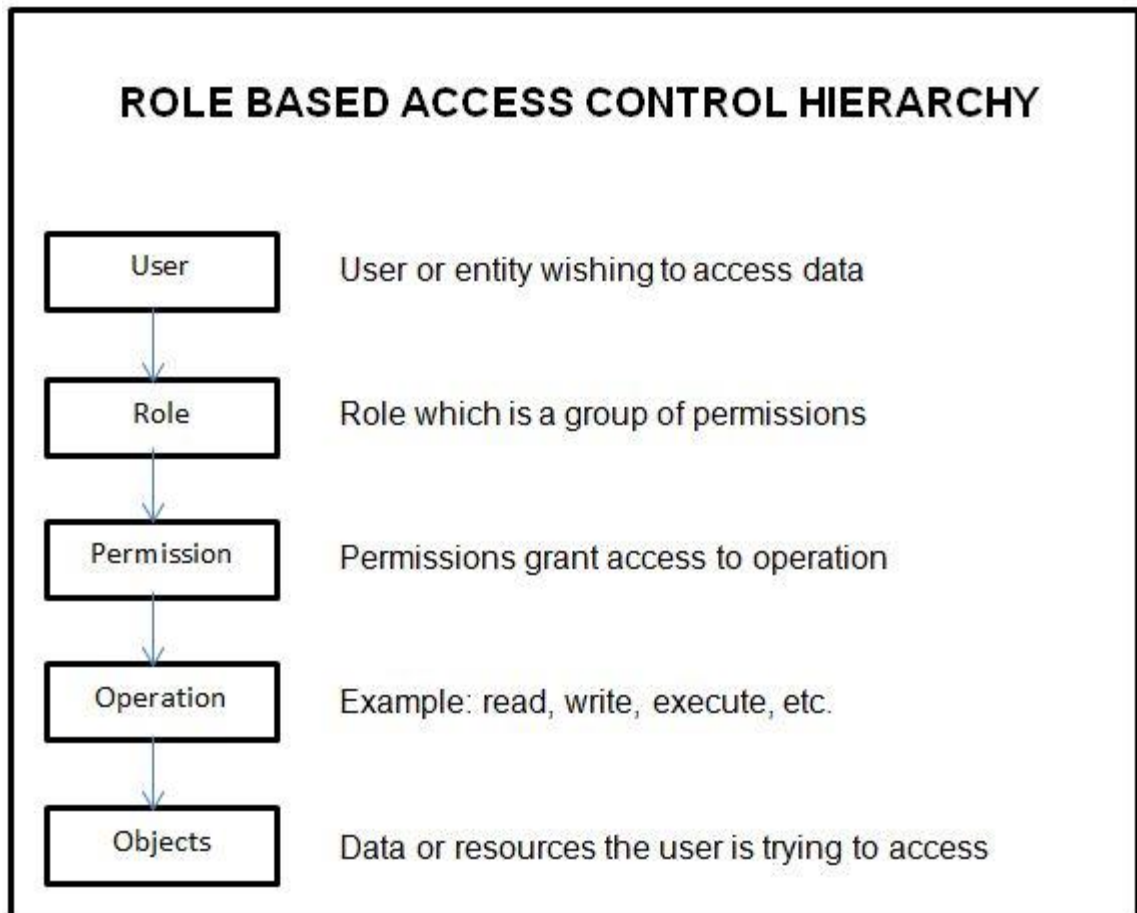 ROLE BASED ACCESS CONTROL HIERARCHY
User
User or entity wishing to access data
Role
Role which is a group of permissions
Permission
Permissions grant access to operation
Operation
Example: read, write, execute, etc.
Objects
Data or resources the user is trying to access